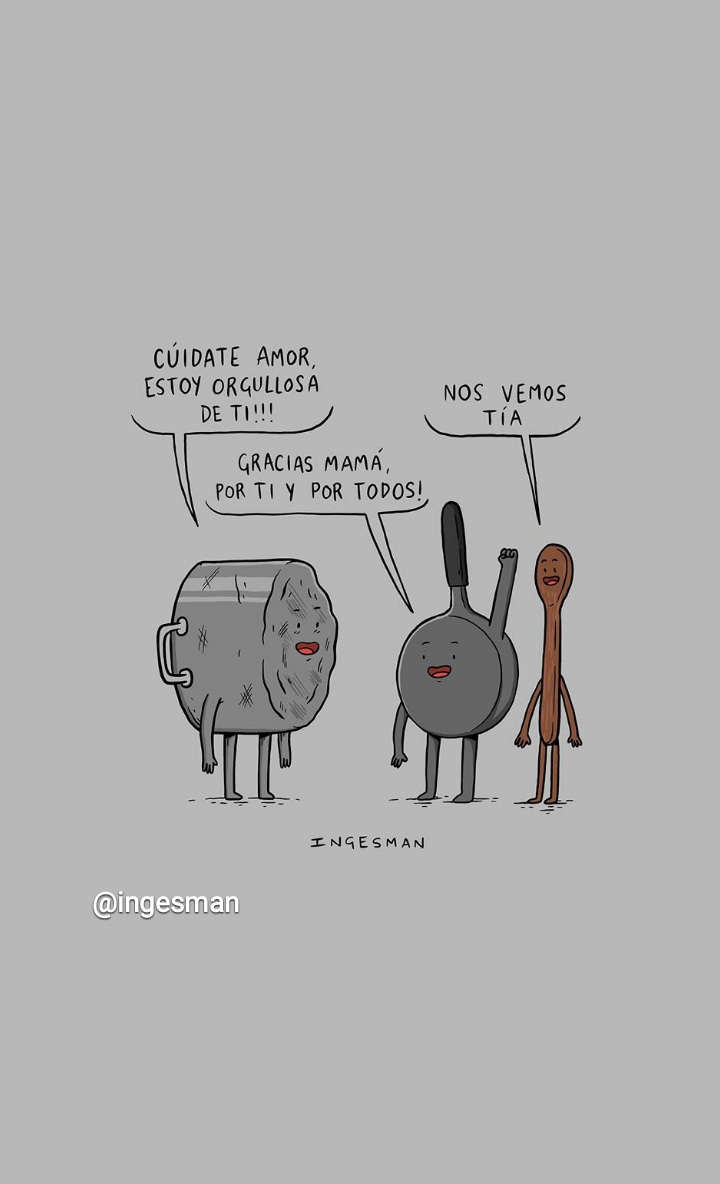 CÚIDATE AMOR,
ESTOY ORGULLOSA
DE TI!!!
GRACIAS MAMÁ,
POR TI Y POR TODOS!
NOS VEMOS
TÍA
INGESMAN
@ingesman